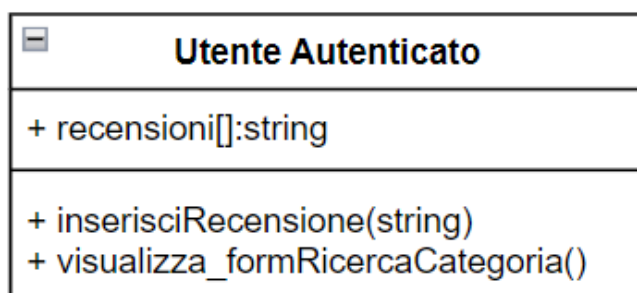 Utente Autenticato
+ recensioni[]:string
+ inserisciRecensione(string)
+ visualizza_formRicercaCategoria()